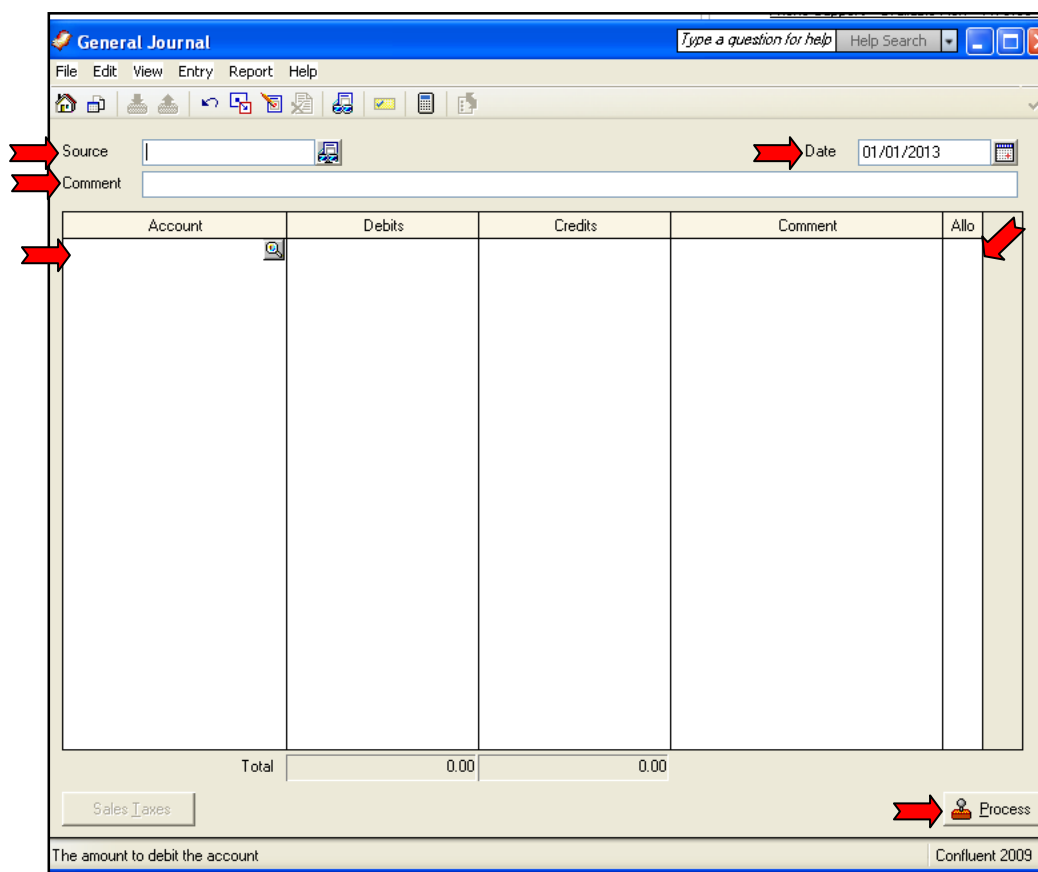 General Journal
Type a question for help Help Search
File Edit View Entry Report Help
Source Date 01/01/2013
Comment
Account Debits Credits Comment Allo
Total 0.00 0.00
Sales Taxes Process
The amount to debit the account Confluent 2009